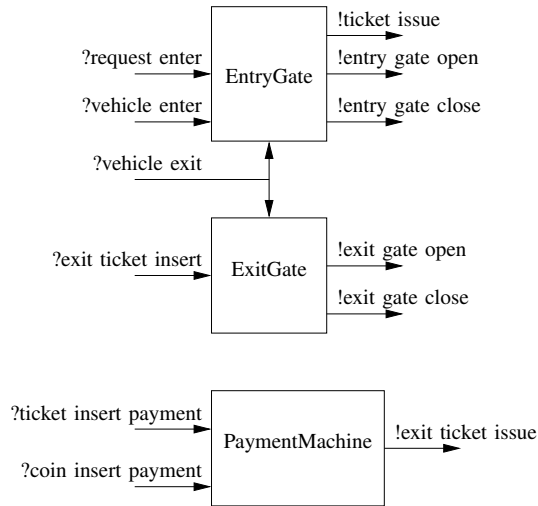 !ticket issue
?request enter
!entry gate open
EntryGate
?vehicle enter
!entry gate close
?vehicle exit
!exit gate open
?exit ticket insert
ExitGate
!exit gate close
?ticket insert payment
!exit ticket issue
PaymentMachine
?coin insert payment